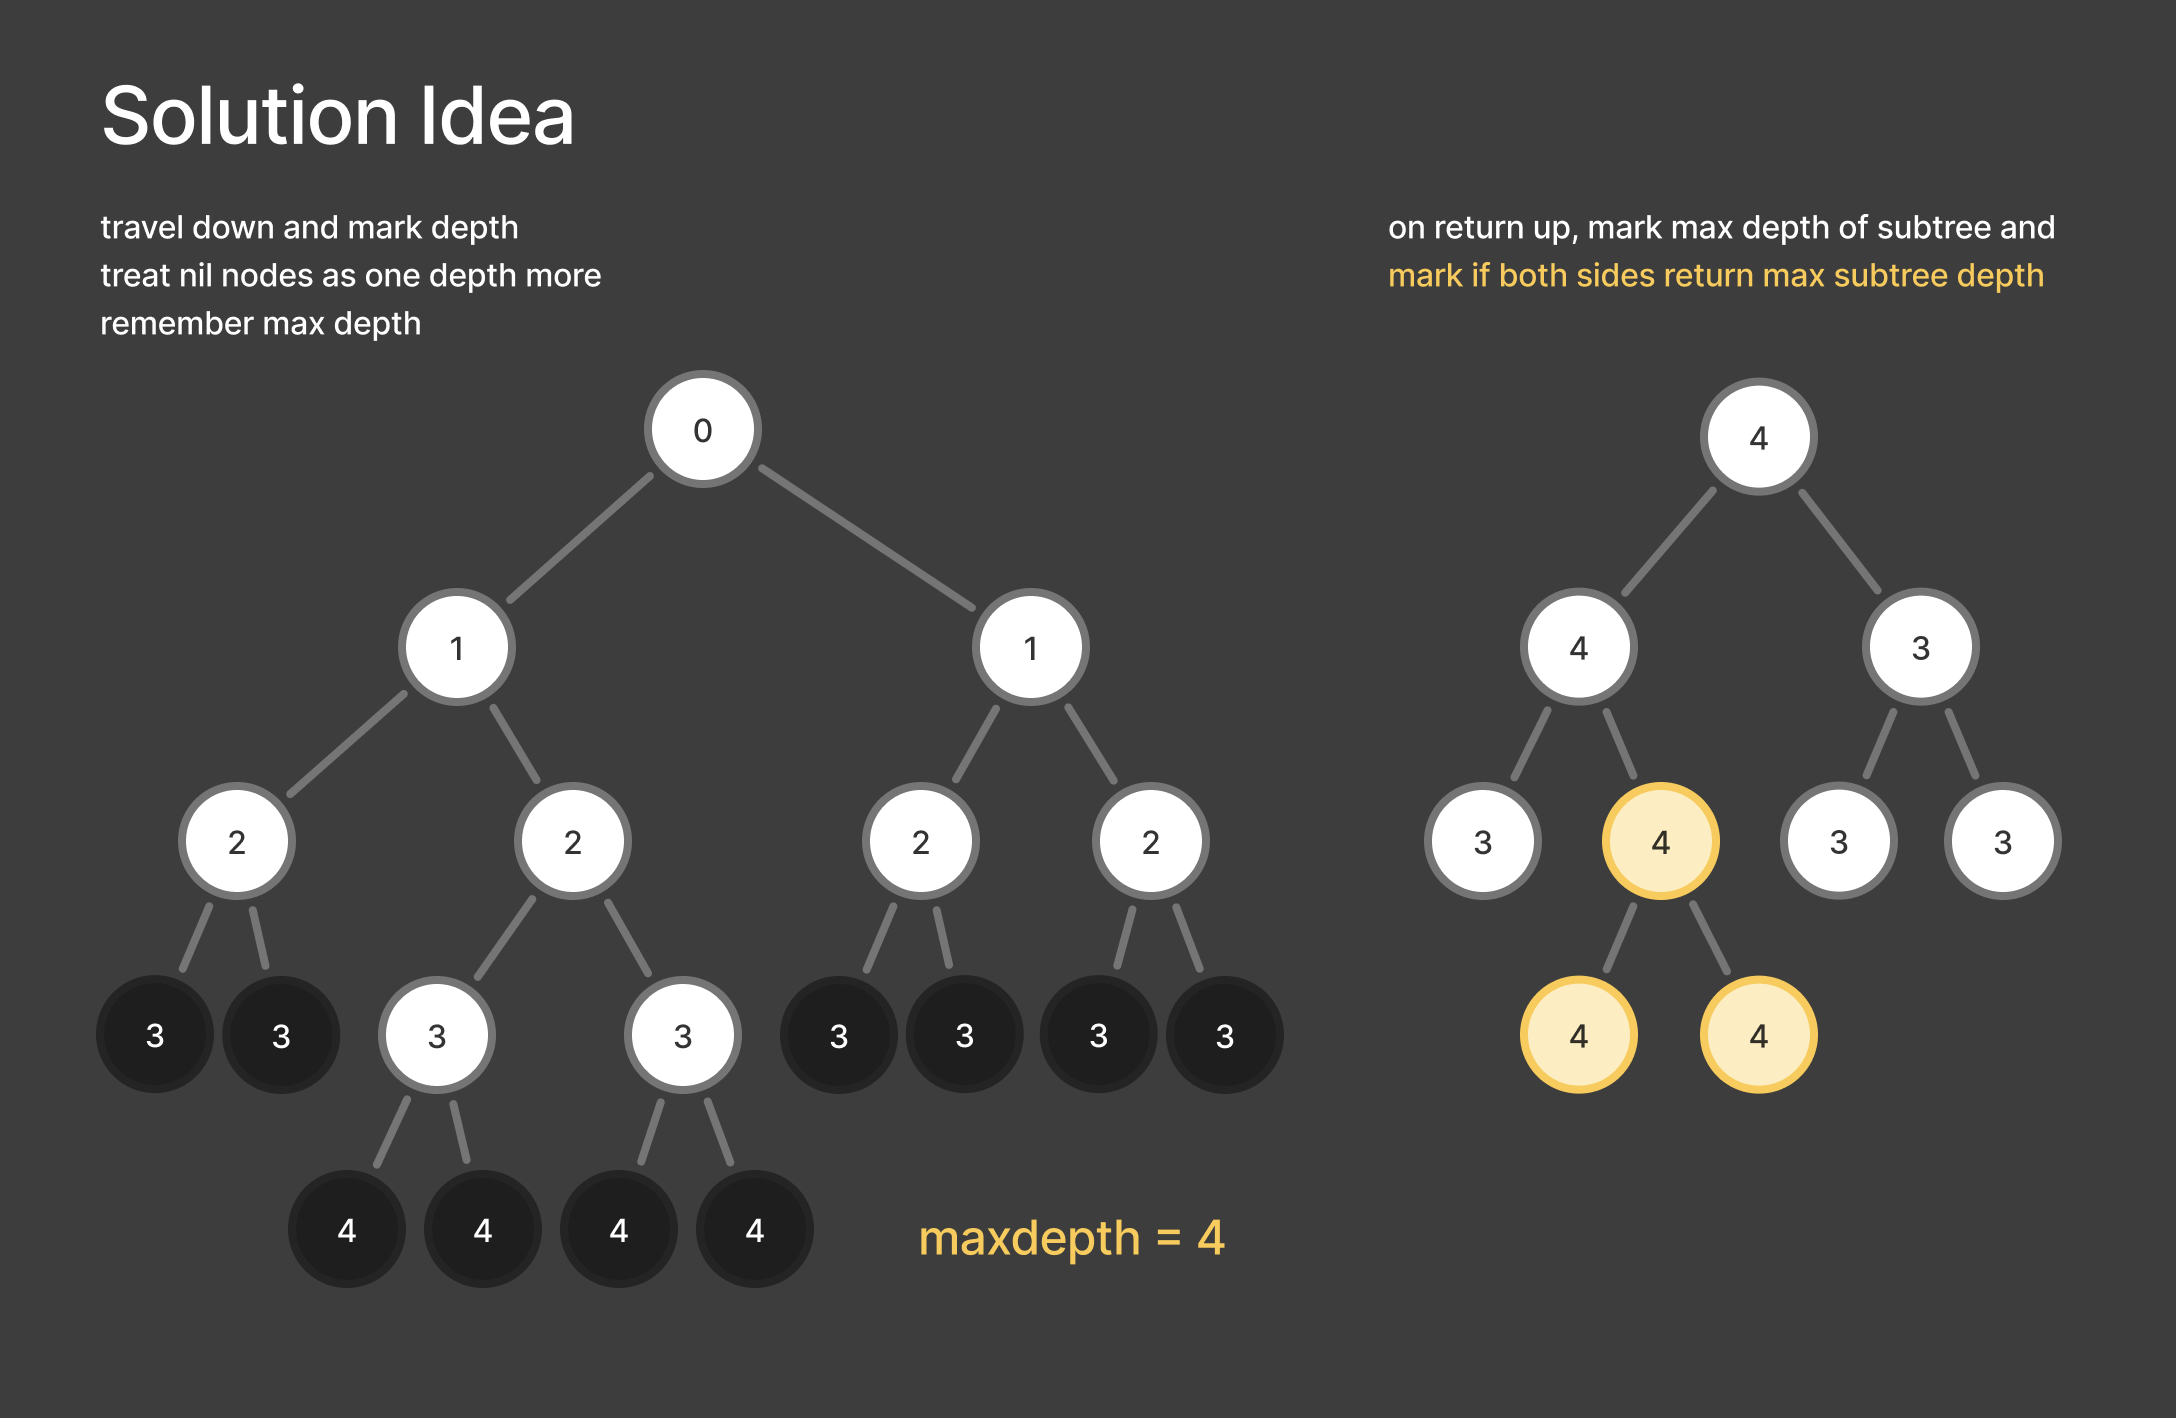 Solution Idea
travel down and mark depth
treat nil nodes as one depth more
remember max depth
0
1 1
2 2 2 2
3 3 3 3 3 3 3 3
4 4 4 4
maxdepth = 4
on return up, mark max depth of subtree and
mark if both sides return max subtree depth
4
4 3
3 4 3 3
4 4